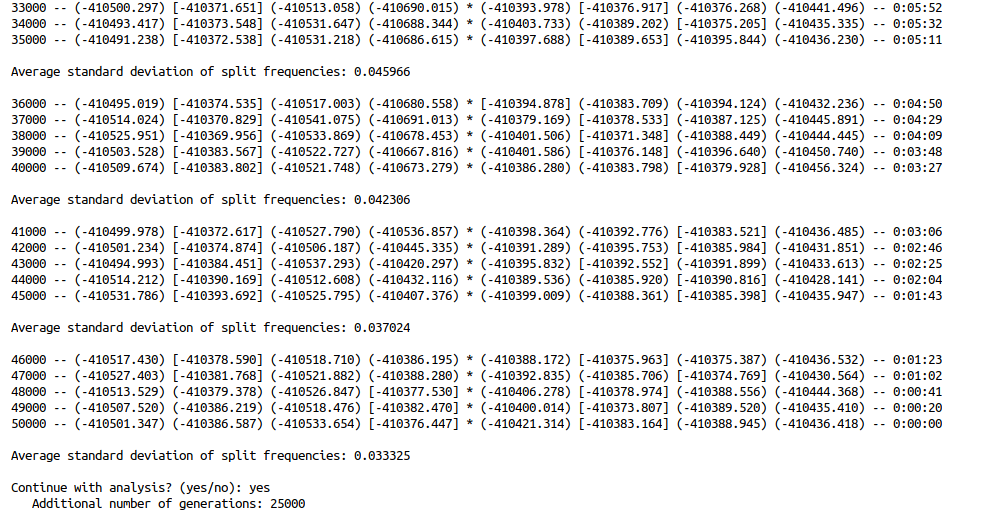 33000 -- (-410500.297) (-410371.651) (-410513.058) (-410690.015) * (-410393.978) [-410376.917] (-410376.268) (-410441.496) -- 0:05:52
34000 -- (-410493.417) [-410373.548] (-410531.647) (-410688.344) * (-410403.733) (-410389.202) [-410375.205] (-410435.335) -- 0:05:32
35000 -- (-410491.238) [-410372.538] (-410531.218) (-410686.615) * (-410397.688) [-410389.653] (-410395.844) (-410436.230) -- 0:05:11
Average standard deviation of split frequencies: 0.045966
36000 -- (-410495.019) [-410374.535] (-410517.003) (-410680.558) * [-410394.878] (-410383.709) (-410394.124) (-410432.236) -- 0:04:50
37000 -- (-410514.024) [-410370.829] (-410541.075) (-410691.013) * (-410379.169) [-410378.533] (-410387.125) (-410445.891) -- 0:04:29
38000 -- (-410525.951) [-410369.956] (-410533.869) (-410678.453) * (-410401.506) [-410371.348] (-410388.449) (-410444.445) -- 0:04:09
39000 -- (-410503.528) [-410383.567] (-410522.727) (-410667.816) * (-410401.586) [-410376.148] (-410396.640) (-410450.740) -- 0:03:48
40000 -- (-410509.674) [-410383.802] (-410521.748) (-410673.279) * (-410386.280) (-410383.798) [-410379.928] (-410456.324) -- 0:03:27
Average standard deviation of split frequencies: 0.042306
41000 -- (-410499.978) [-410372.617] (-410527.790) (-410536.857) * (-410398.364) (-410392.776) [-410383.521] (-410436.485) -- 0:03:06
42000 -- (-410501.234) [-410374.874] (-410506.187) (-410445.335) * (-410391.289) (-410395.753) [-410385.984] (-410431.851) -- 0:02:46
43000 -- (-410494.993) [-410384.451] (-410537.293) (-410420.297) * (-410395.832) (-410392.552) [-410391.899] (-410433.613) -- 0:02:25
44000 -- (-410514.212) [-410390.169] (-410512.608) (-410432.116) * (-410389.536) (-410385.920) [-410390.816] (-410428.141) -- 0:02:04
45000 -- (-410531.786) [-410393.692] (-410525.795) (-410407.376) * (-410399.009) (-410388.361) [-410385.398] (-410435.947) -- 0:01:43
Average standard deviation of split frequencies: 0.037024
46000 -- (-410517.430) [-410378.590] (-410518.710) (-410386.195) * (-410388.172) [-410375.963] (-410375.387) (-410436.532) -- 0:01:23
47000 -- (-410527.403) [-410381.768] (-410521.882) (-410388.280) * (-410392.835) (-410385.706) [-410374.769] (-410430.564) -- 0:01:02
48000 -- (-410513.529) (-410379.378) (-410526.847) [-410377.530] * (-410406.278) [-410378.974] (-410388.556) (-410444.368) -- 0:00:41
49000 -- (-410507.520) (-410386.219) (-410518.476) [-410382.470] * (-410400.014) [-410373.807] (-410389.520) (-410435.410) -- 0:00:20
50000 -- (-410501.347) (-410386.587) (-410533.654) [-410376.447] * (-410421.314) [-410383.164] (-410388.945) (-410436.418) -- 0:00:00
Average standard deviation of split frequencies: 0.033325
Continue with analysis? (yes/no): yes
Additional number of generations: 25000